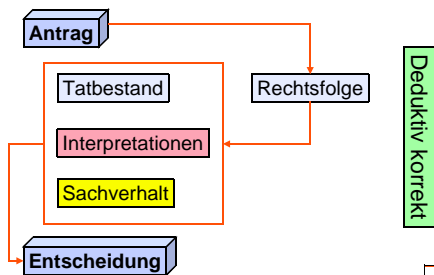 Antrag
Tatbestand
Rechtsfolge
Interpretationen
Sachverhalt
Entscheidung
Deduktiv korrekt